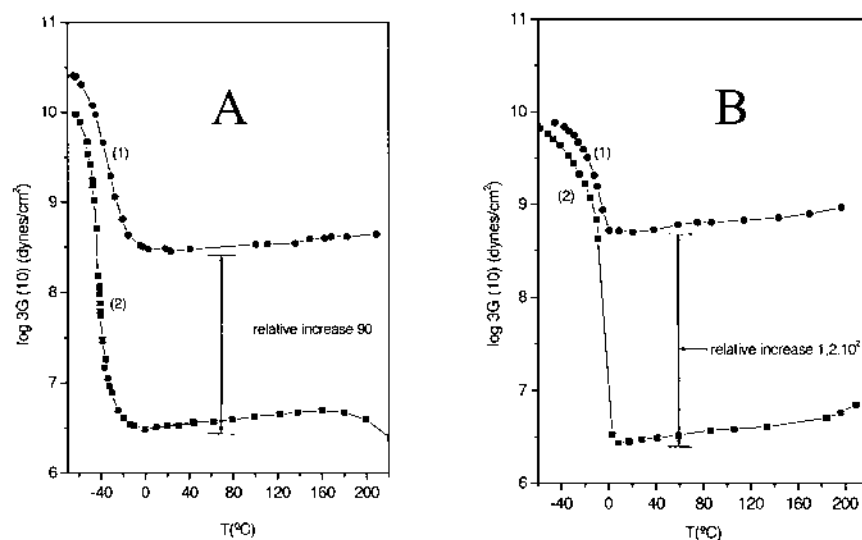 A
11
10
9
8
7
6
log 3G (10) (dynes/cm²)
(1)
(2)
relative increase 90
-40 0 40 80 120 160 200
T(ºC)
B
11
10
9
8
7
6
log 3G (10) (dynes/cm²)
(1)
(2)
relative increase 1,2.10²
-40 0 40 80 120 160 200
T(ºC)